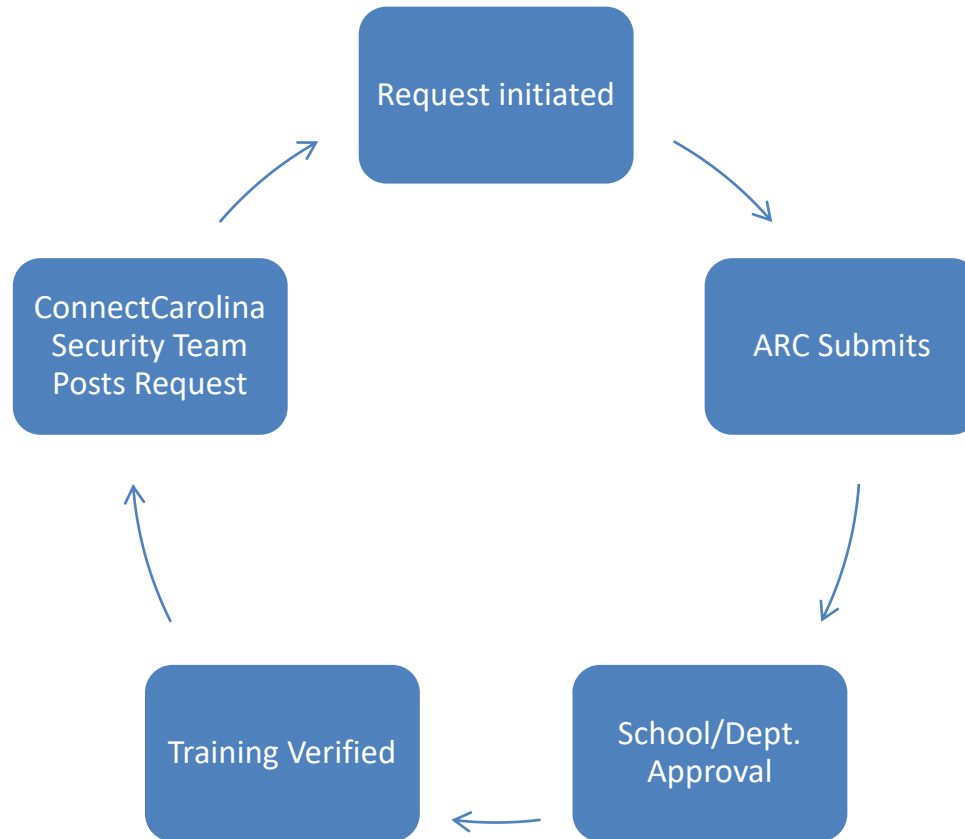 Request initiated
ARC Submits
School/Dept.
Approval
Training Verified
ConnectCarolina
Security Team
Posts Request